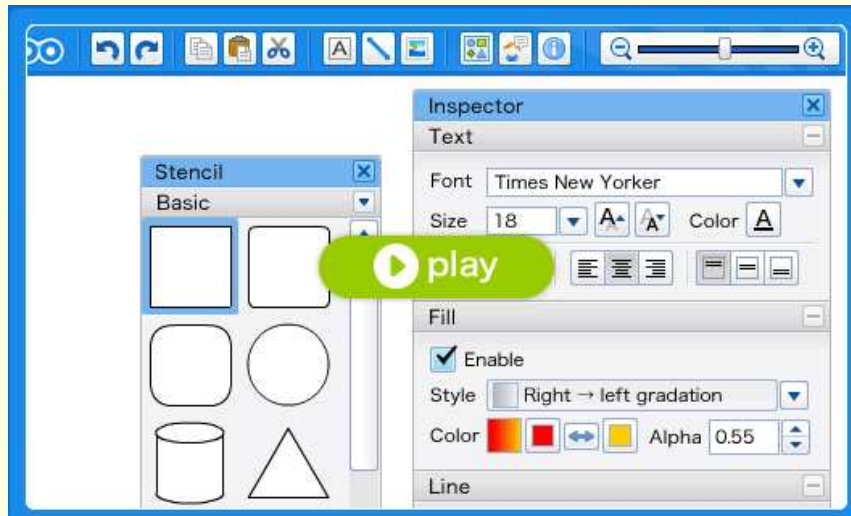 Inspector
Text
Stencil
Basic
Font Times New Yorker
Size 18 Color A
play
Fill
Enable
Style Right → left gradation
Color Alpha 0.55
Line